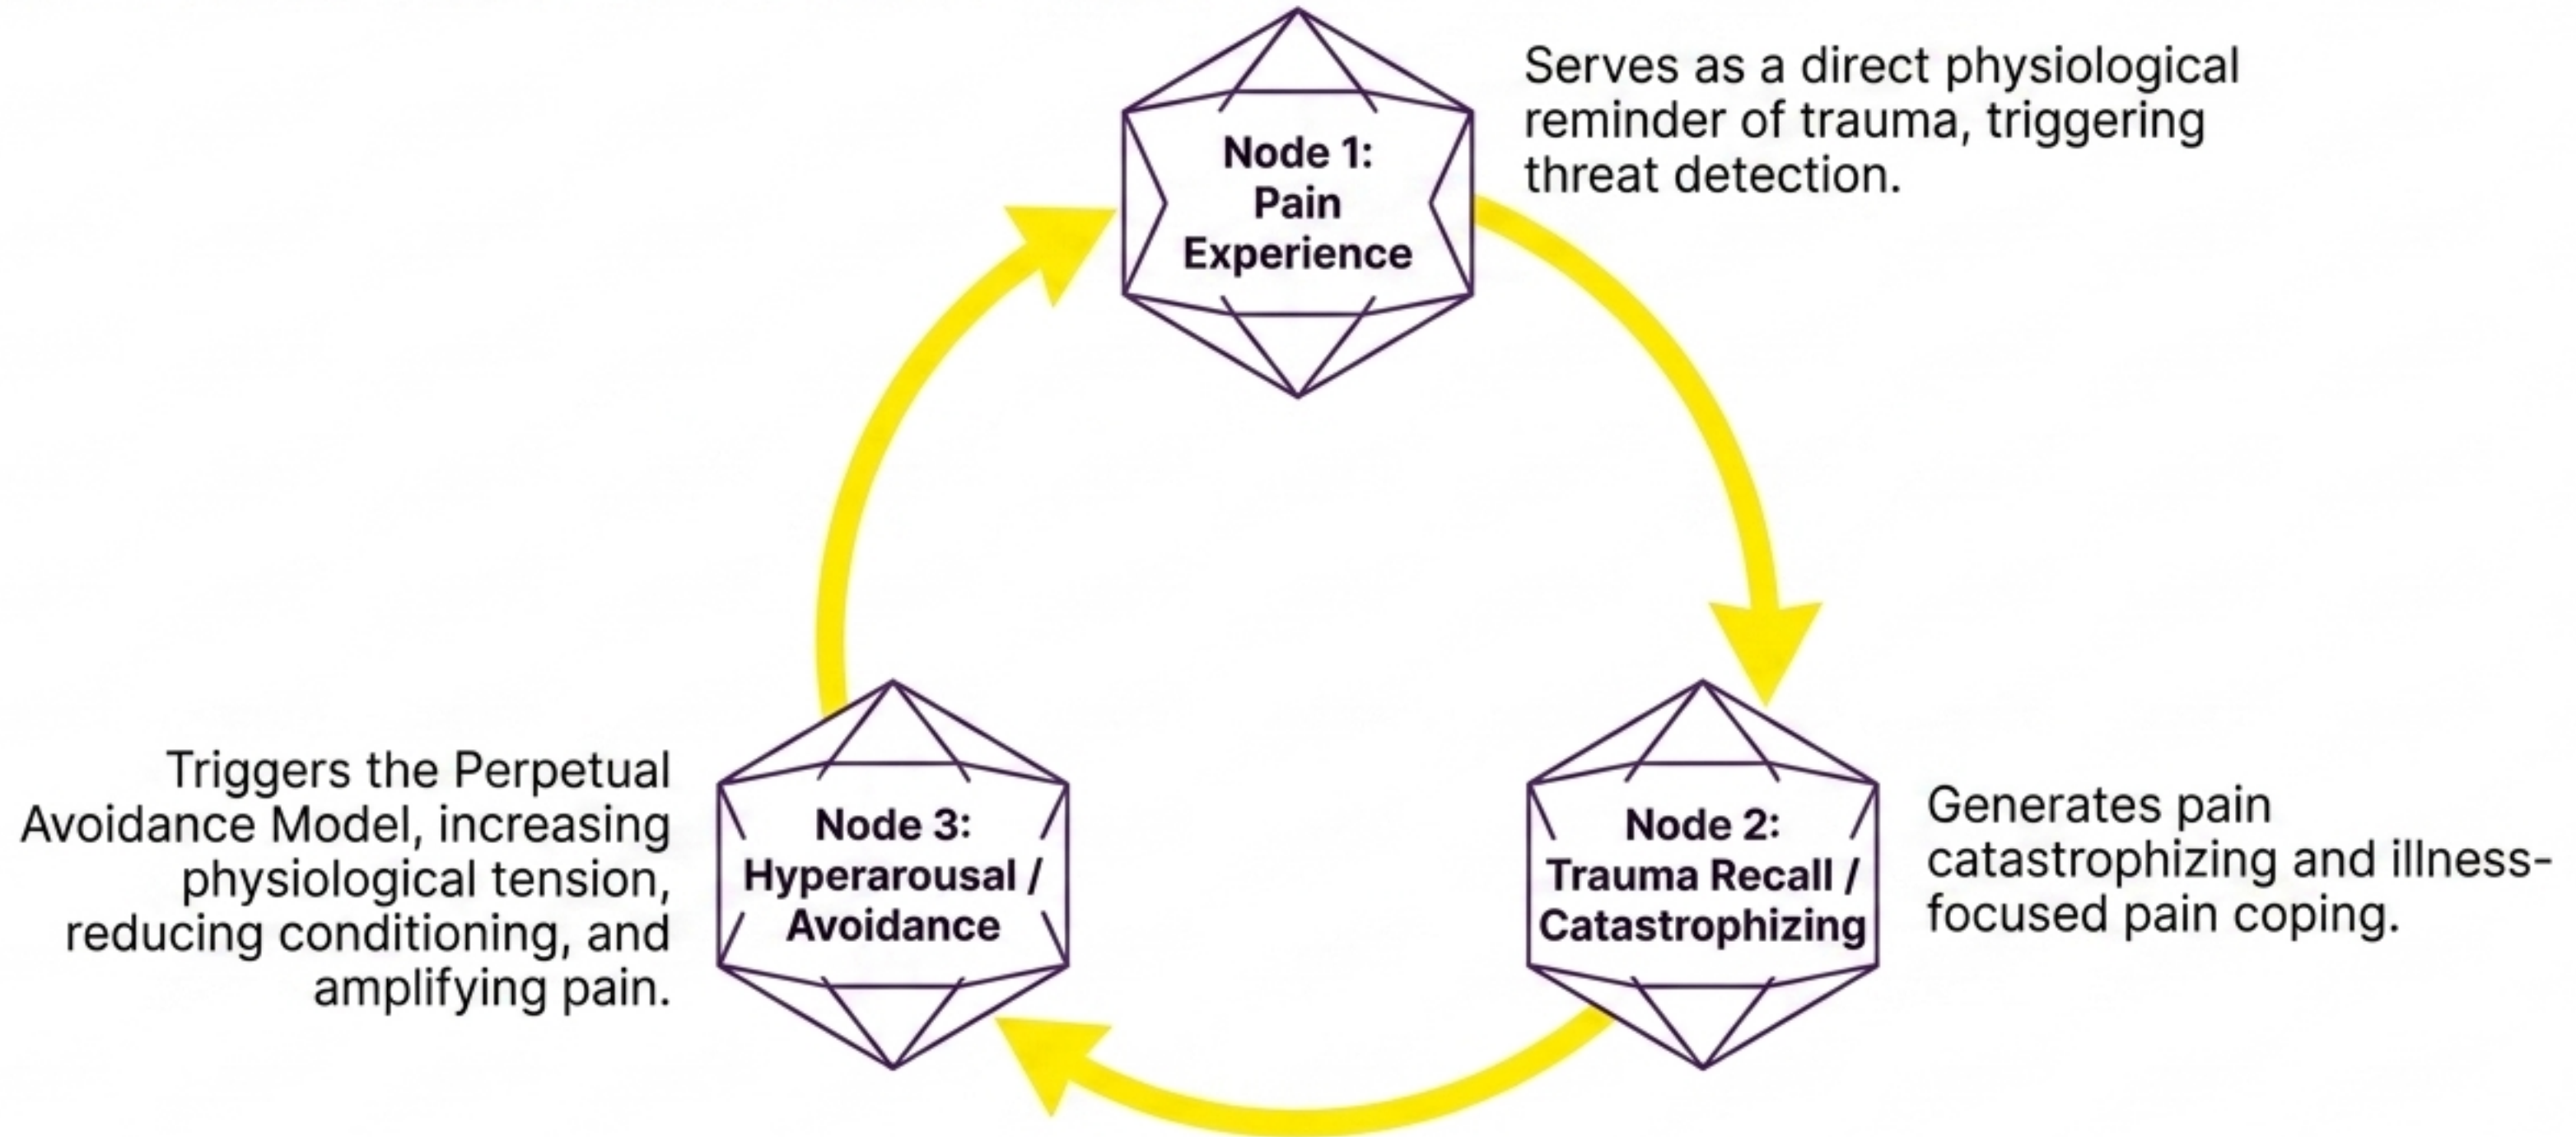 Node 1:
Pain
Experience
Serves as a direct physiological
reminder of trauma, triggering
threat detection.
Node 2:
Trauma Recall /
Catastrophizing
Generates pain
catastrophizing and illness-
focused pain coping.
Node 3:
Hyperarousal /
Avoidance
Triggers the Perpetual
Avoidance Model, increasing
physiological tension,
reducing conditioning, and
amplifying pain.